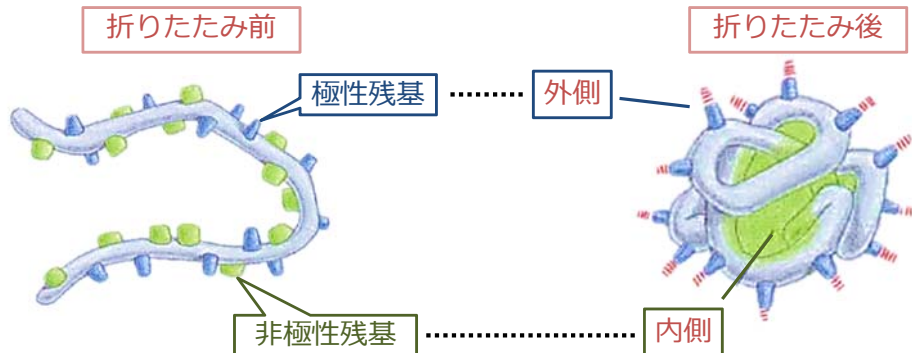 折りたたみ前
折りたたみ後
極性残基
外側
非極性残基
内側